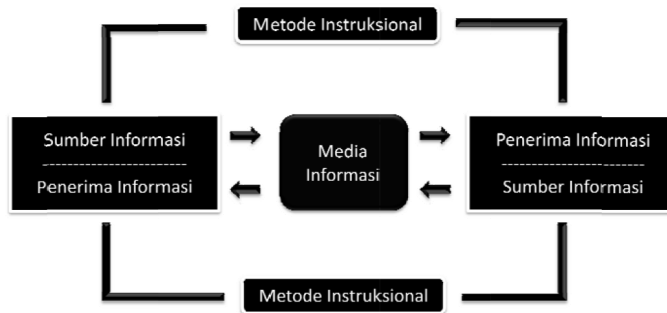 Metode Instruksional
Sumber Informasi
Penerima Informasi
Media
Informasi
Penerima Informasi
Sumber Informasi
Metode Instruksional